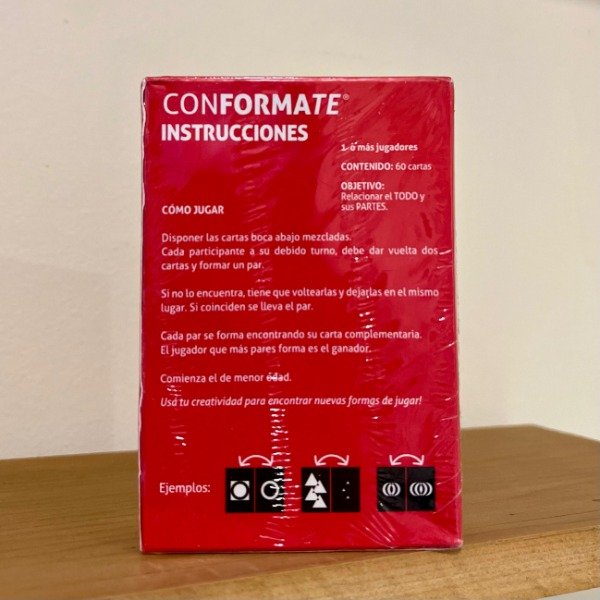 CONFORMATE®
INSTRUCCIONES
1 ó más jugadores
CONTENIDO: 60 cartas
OBJETIVO:
Relacionar el TODO y
sus PARTES.
CÓMO JUGAR
Disponer las cartas boca abajo mezcladas.
Cada participante a su debido turno, debe dar vuelta dos
cartas y formar un par.
Si no lo encuentra, tiene que voltearlas y dejarlas en el mismo
lugar. Si coinciden se lleva el par.
Cada par se forma encontrando su carta complementaria.
El jugador que más pares forma es el ganador.
Comienza el de menor edad.
Usá tu creatividad para encontrar nuevas formas de jugar!
Ejemplos: